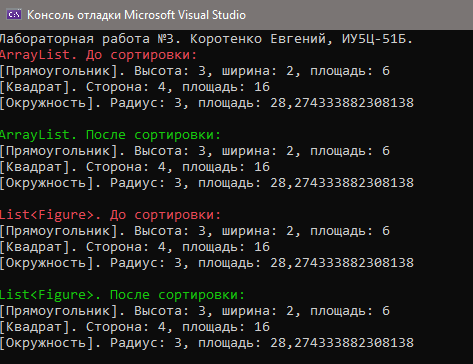 Консоль отладки Microsoft Visual Studio
Лабораторная работа №3. Коротенко Евгений, ИУ5Ц-51Б.
ArrayList. До сортировки:
[Прямоугольник]. Высота: 3, ширина: 2, площадь: 6
[Квадрат]. Сторона: 4, площадь: 16
[Окружность]. Радиус: 3, площадь: 28,274333882308138
ArrayList. После сортировки:
[Прямоугольник]. Высота: 3, ширина: 2, площадь: 6
[Квадрат]. Сторона: 4, площадь: 16
[Окружность]. Радиус: 3, площадь: 28,274333882308138
List<Figure>. До сортировки:
[Прямоугольник]. Высота: 3, ширина: 2, площадь: 6
[Квадрат]. Сторона: 4, площадь: 16
[Окружность]. Радиус: 3, площадь: 28,274333882308138
List<Figure>. После сортировки:
[Прямоугольник]. Высота: 3, ширина: 2, площадь: 6
[Квадрат]. Сторона: 4, площадь: 16
[Окружность]. Радиус: 3, площадь: 28,274333882308138